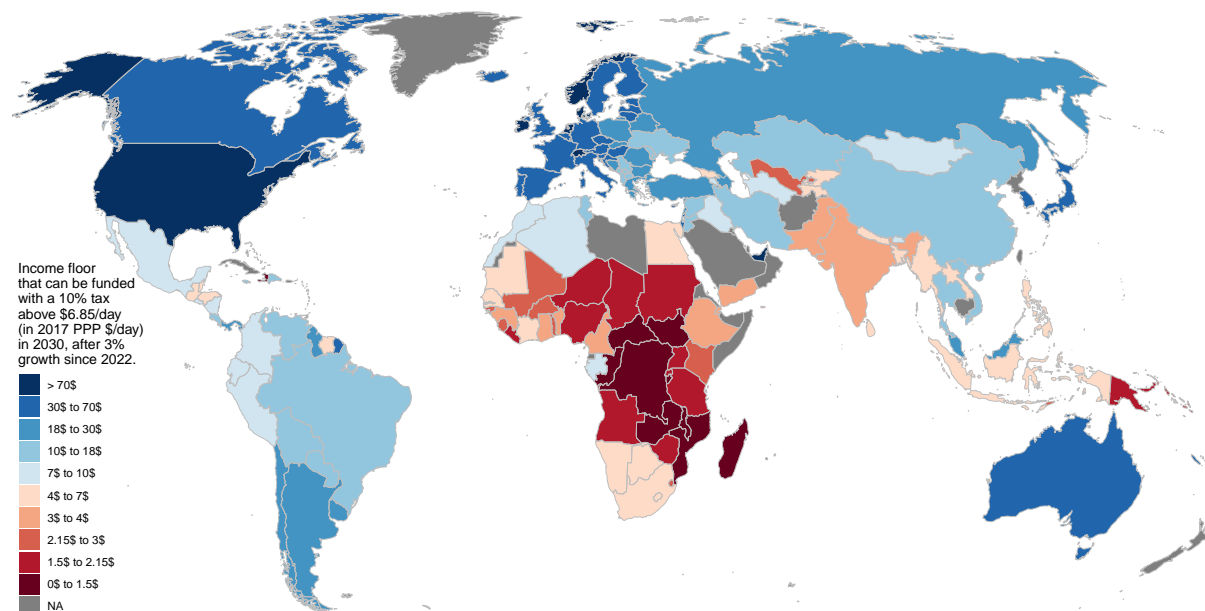 Income floor
that can be funded
with a 10% tax
above $6.85/day
(in 2017 PPP $/day)
in 2030, after 3%
growth since 2022.
> 70$
30$ to 70$
18$ to 30$
10$ to 18$
7$ to 10$
4$ to 7$
3$ to 4$
2.15$ to 3$
1.5$ to 2.15$
0$ to 1.5$
NA